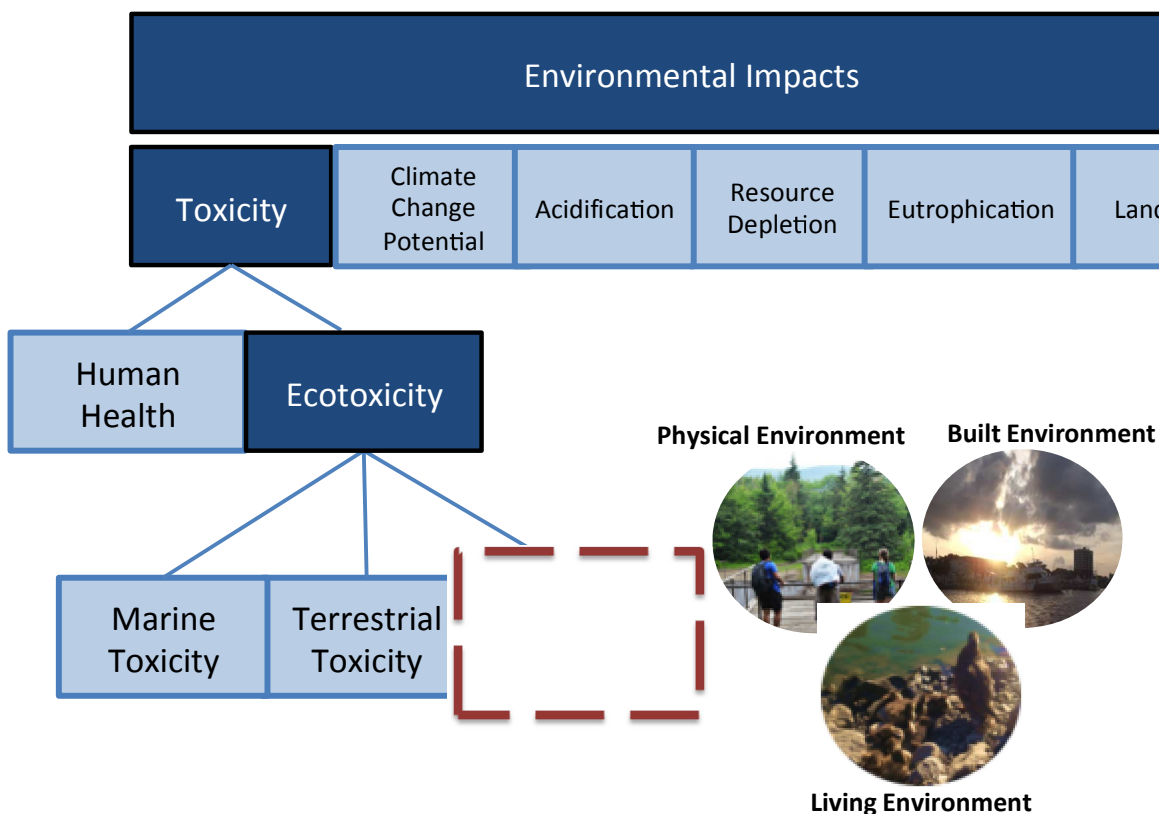 Environmental Impacts
Toxicity
Climate
Change
Potential
Acidification
Resource
Depletion
Eutrophication
Land
Human
Health
Ecotoxicity
Physical Environment
Built Environment
Marine
Toxicity
Terrestrial
Toxicity
Living Environment